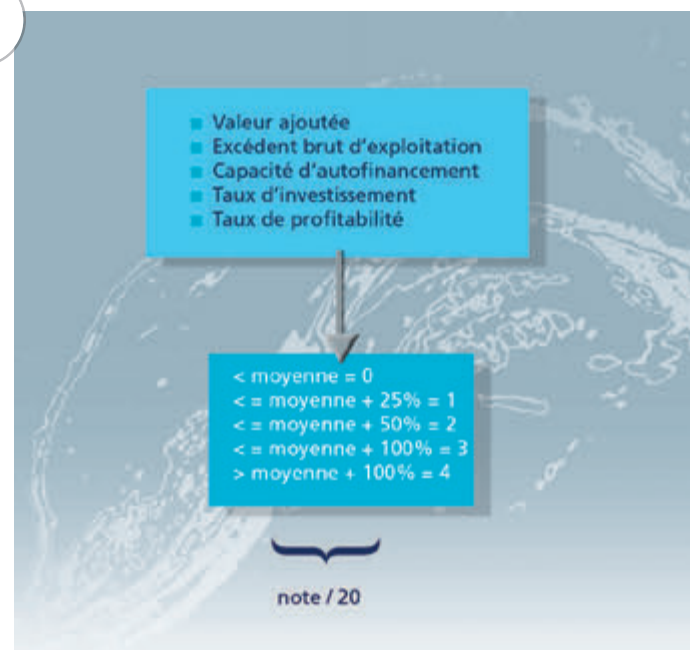 Valeur ajoutée
Excédent brut d'exploitation
Capacité d'autofinancement
Taux d'investissement
Taux de profitabilité
< moyenne = 0
< = moyenne + 25% = 1
< = moyenne + 50% = 2
< = moyenne + 100% = 3
> moyenne + 100% = 4
note / 20